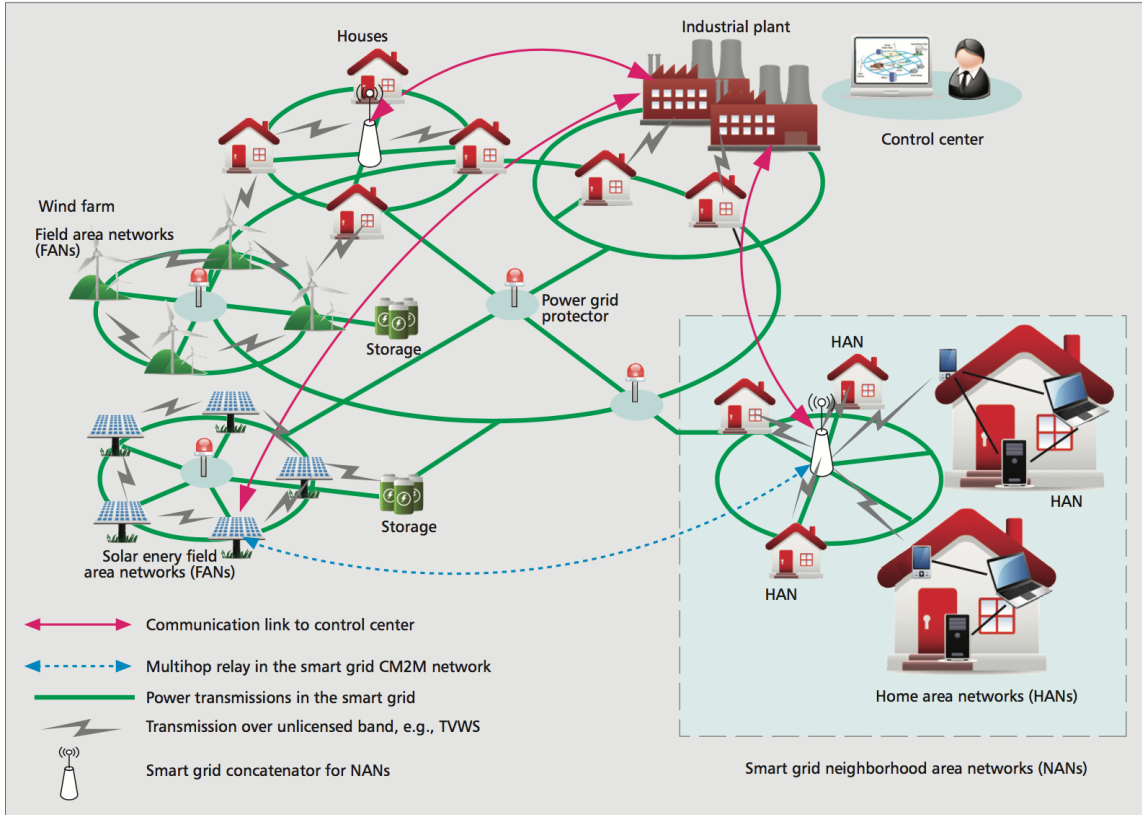 Houses
Industrial plant
Control center
Wind farm
Field area networks
(FANs)
Power grid
protector
Storage
HAN
HAN
Storage
Solar enery field
area networks (FANs)
HAN
Communication link to control center
Multihop relay in the smart grid CM2M network
Power transmissions in the smart grid
Home area networks (HANs)
Transmission over unlicensed band, e.g., TVWS
Smart grid concatenator for NANs
Smart grid neighborhood area networks (NANs)